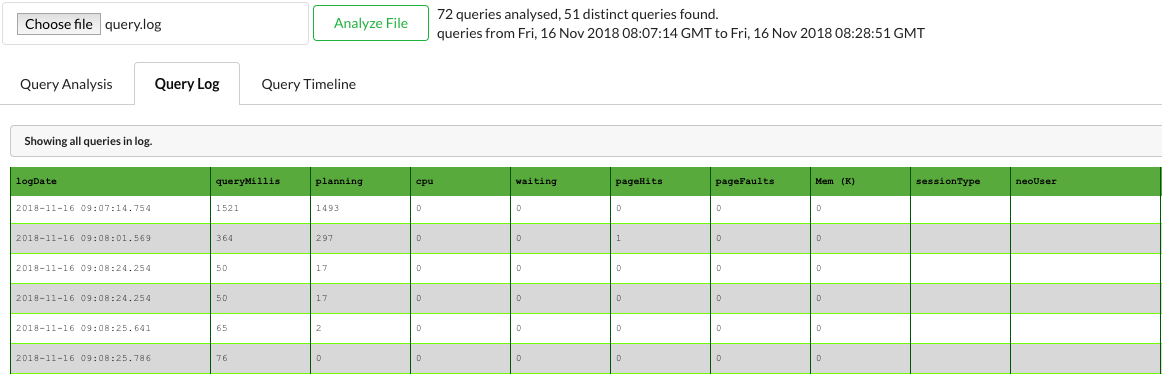 Choose file query.log Analyze File 72 queries analysed, 51 distinct queries found.
queries from Fri, 16 Nov 2018 08:07:14 GMT to Fri, 16 Nov 2018 08:28:51 GMT
Query Analysis Query Log Query Timeline
Showing all queries in log.
logDate queryMillis planning cpu waiting pageHits pageFaults Mem (K) sessionType neoUser
2018-11-16 09:07:14.754 1521 1493 0 0 0 0 0
2018-11-16 09:08:01.569 364 297 0 0 1 0 0
2018-11-16 09:08:24.254 50 17 0 0 0 0 0
2018-11-16 09:08:24.254 50 17 0 0 0 0 0
2018-11-16 09:08:25.641 65 2 0 0 0 0 0
2018-11-16 09:08:25.786 76 0 0 0 0 0 0